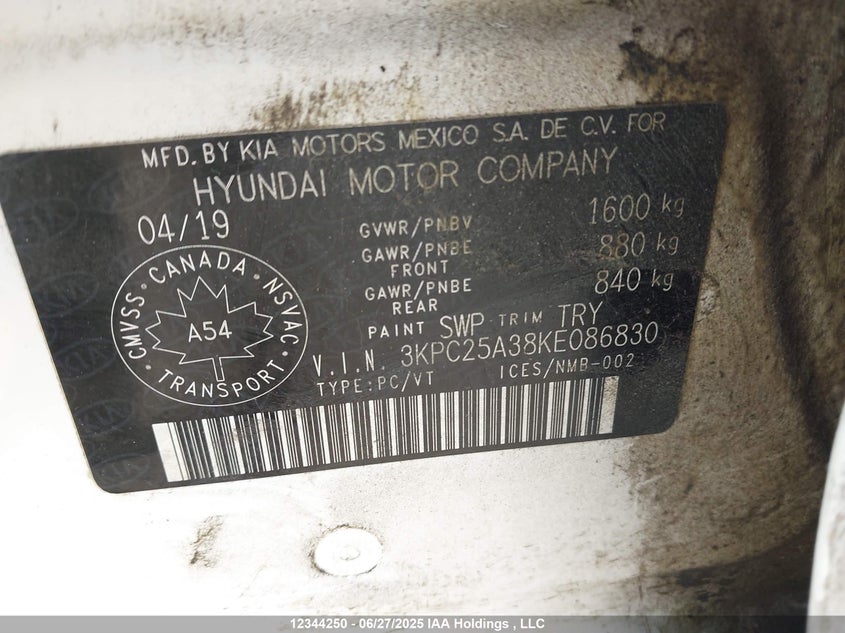 MFD. BY KIA MOTORS MEXICO S.A. DE C.V. FOR
HYUNDAI MOTOR COMPANY
04/19
GVWR/PNBV 1600 kg
GAWR/PNBE FRONT 880 kg
GAWR/PNBE REAR 840 kg
PAINT SWP TRIM TRY
V.I.N. 3KPC25A38KE086830
TYPE:PC/VT ICES/NMB-002
CMVSS · CANADA · NSVAC
A54
TRANSPORT
12344250 - 06/27/2025 IAA Holdings , LLC